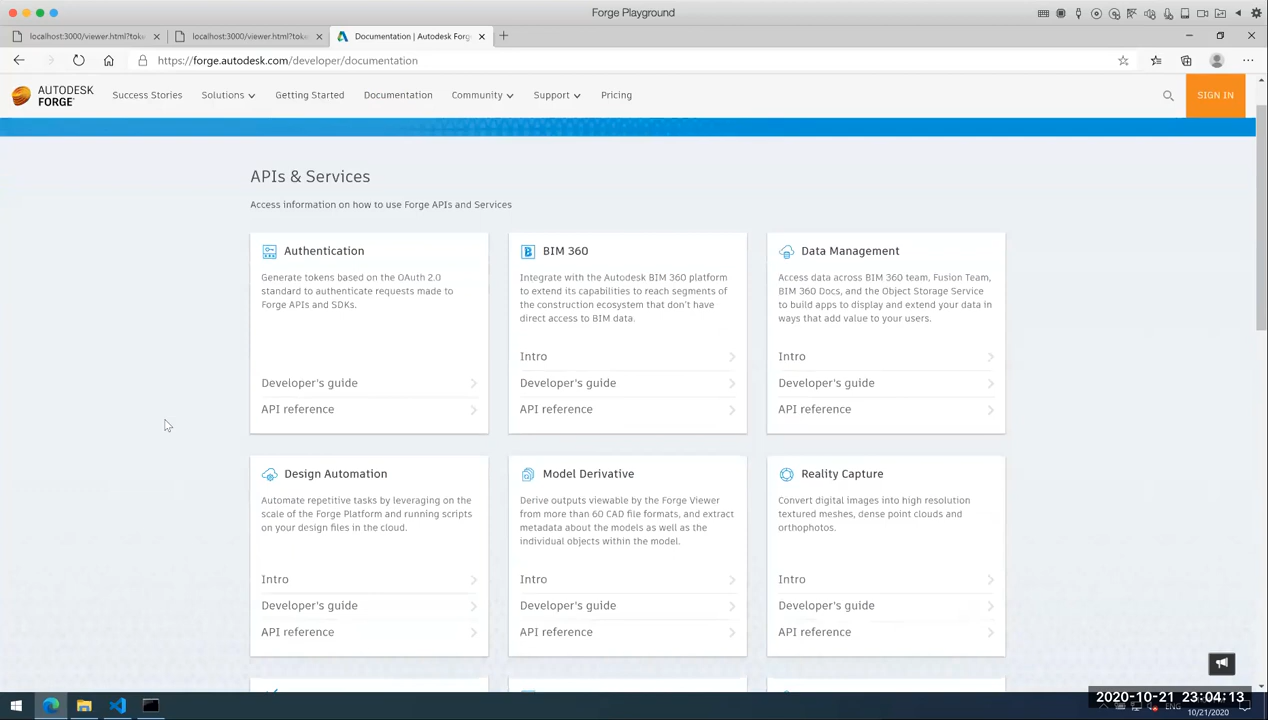 Forge Playground
localhost:3000/viewer.html?toke
localhost:3000/viewer.html?toke
Documentation | Autodesk Forg
https://forge.autodesk.com/developer/documentation
AUTODESK
FORGE
Success Stories
Solutions
Getting Started
Documentation
Community
Support
Pricing
SIGN IN
APIs & Services
Access information on how to use Forge APIs and Services
Authentication
Generate tokens based on the OAuth 2.0
standard to authenticate requests made to
Forge APIs and SDKs.
Developer's guide
API reference
BIM 360
Integrate with the Autodesk BIM 360 platform
to extend its capabilities to reach segments of
the construction ecosystem that don't have
direct access to BIM data.
Intro
Developer's guide
API reference
Data Management
Access data across BIM 360 team, Fusion Team,
BIM 360 Docs, and the Object Storage Service
to build apps to display and extend your data in
ways that add value to your users.
Intro
Developer's guide
API reference
Design Automation
Automate repetitive tasks by leveraging on the
scale of the Forge Platform and running scripts
on your design files in the cloud.
Intro
Developer's guide
API reference
Model Derivative
Derive outputs viewable by the Forge Viewer
from more than 60 CAD file formats, and extract
metadata about the models as well as the
individual objects within the model.
Intro
Developer's guide
API reference
Reality Capture
Convert digital images into high resolution
textured meshes, dense point clouds and
orthophotos.
Intro
Developer's guide
API reference
2020-10-21 23:04:13
ENG
10/21/2020